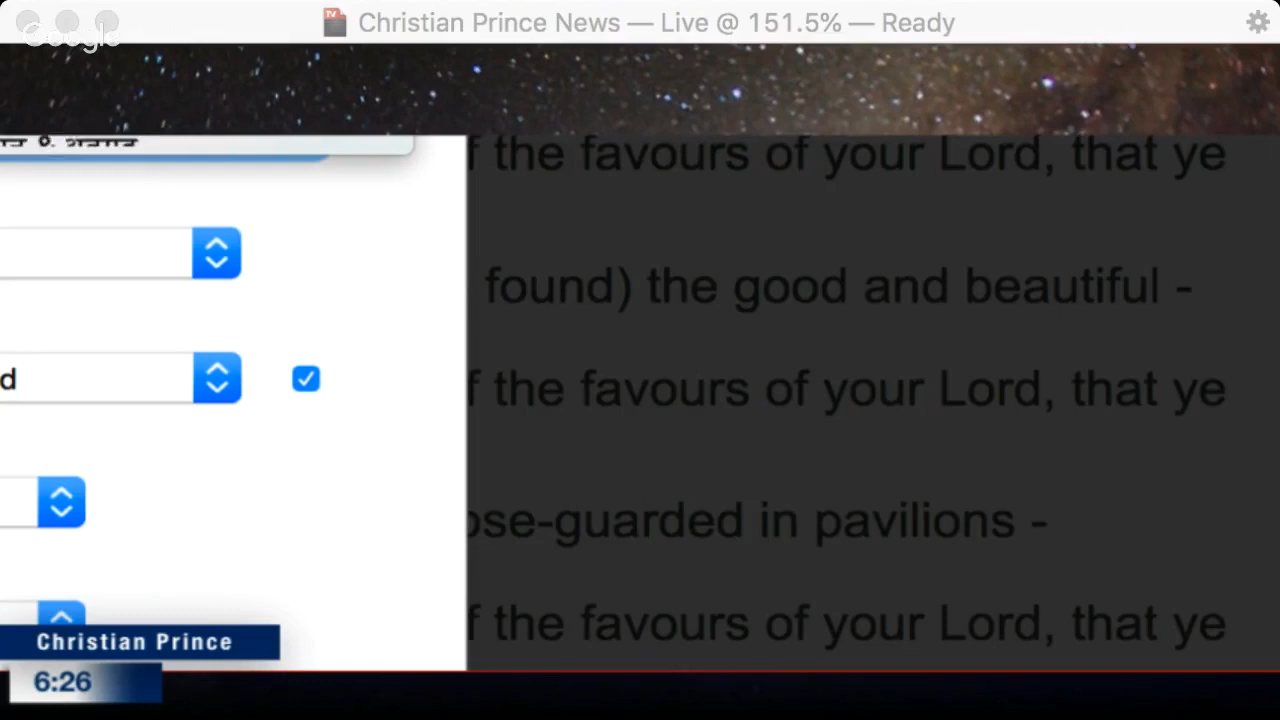 Christian Prince News — Live @ 151.5% — Ready
Google
the favours of your Lord, that ye
found) the good and beautiful -
d
the favours of your Lord, that ye
ose-guarded in pavilions -
the favours of your Lord, that ye
Christian Prince
6:26